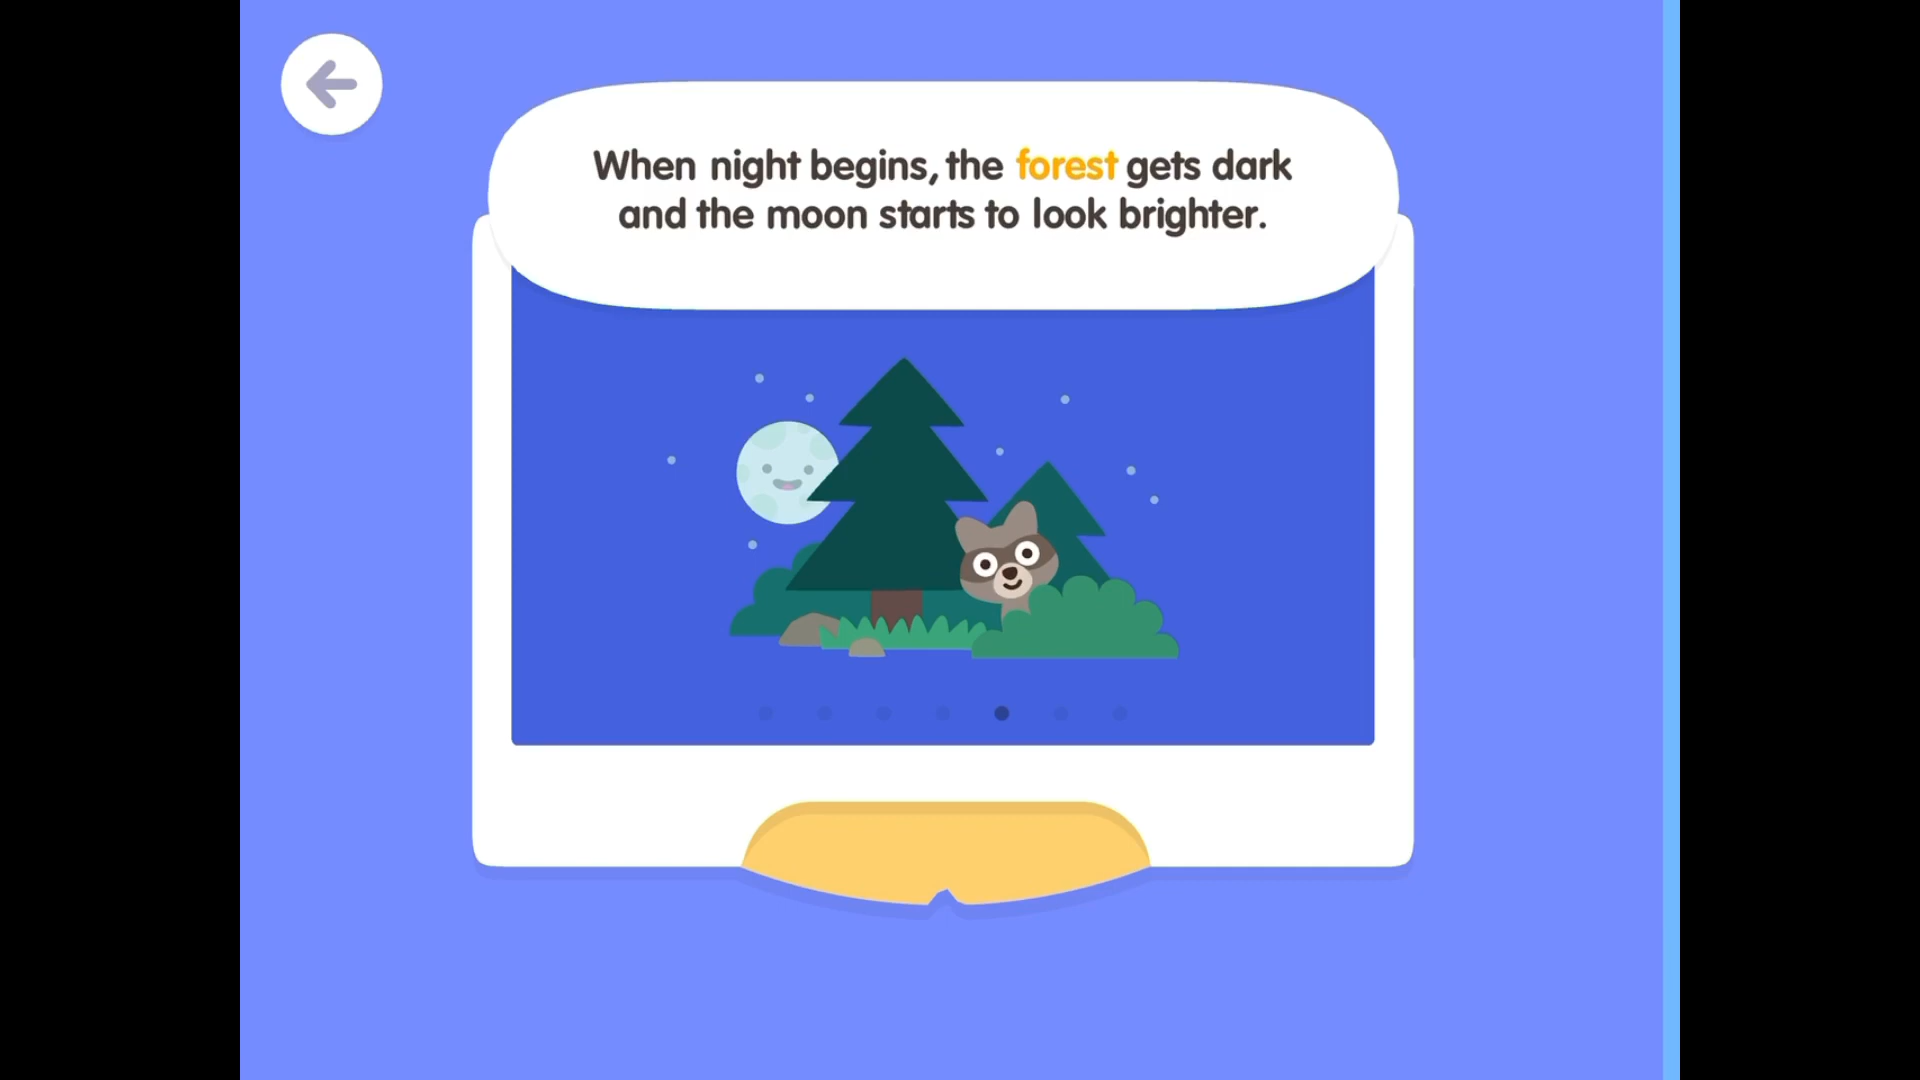 When night begins, the forest gets dark
and the moon starts to look brighter.